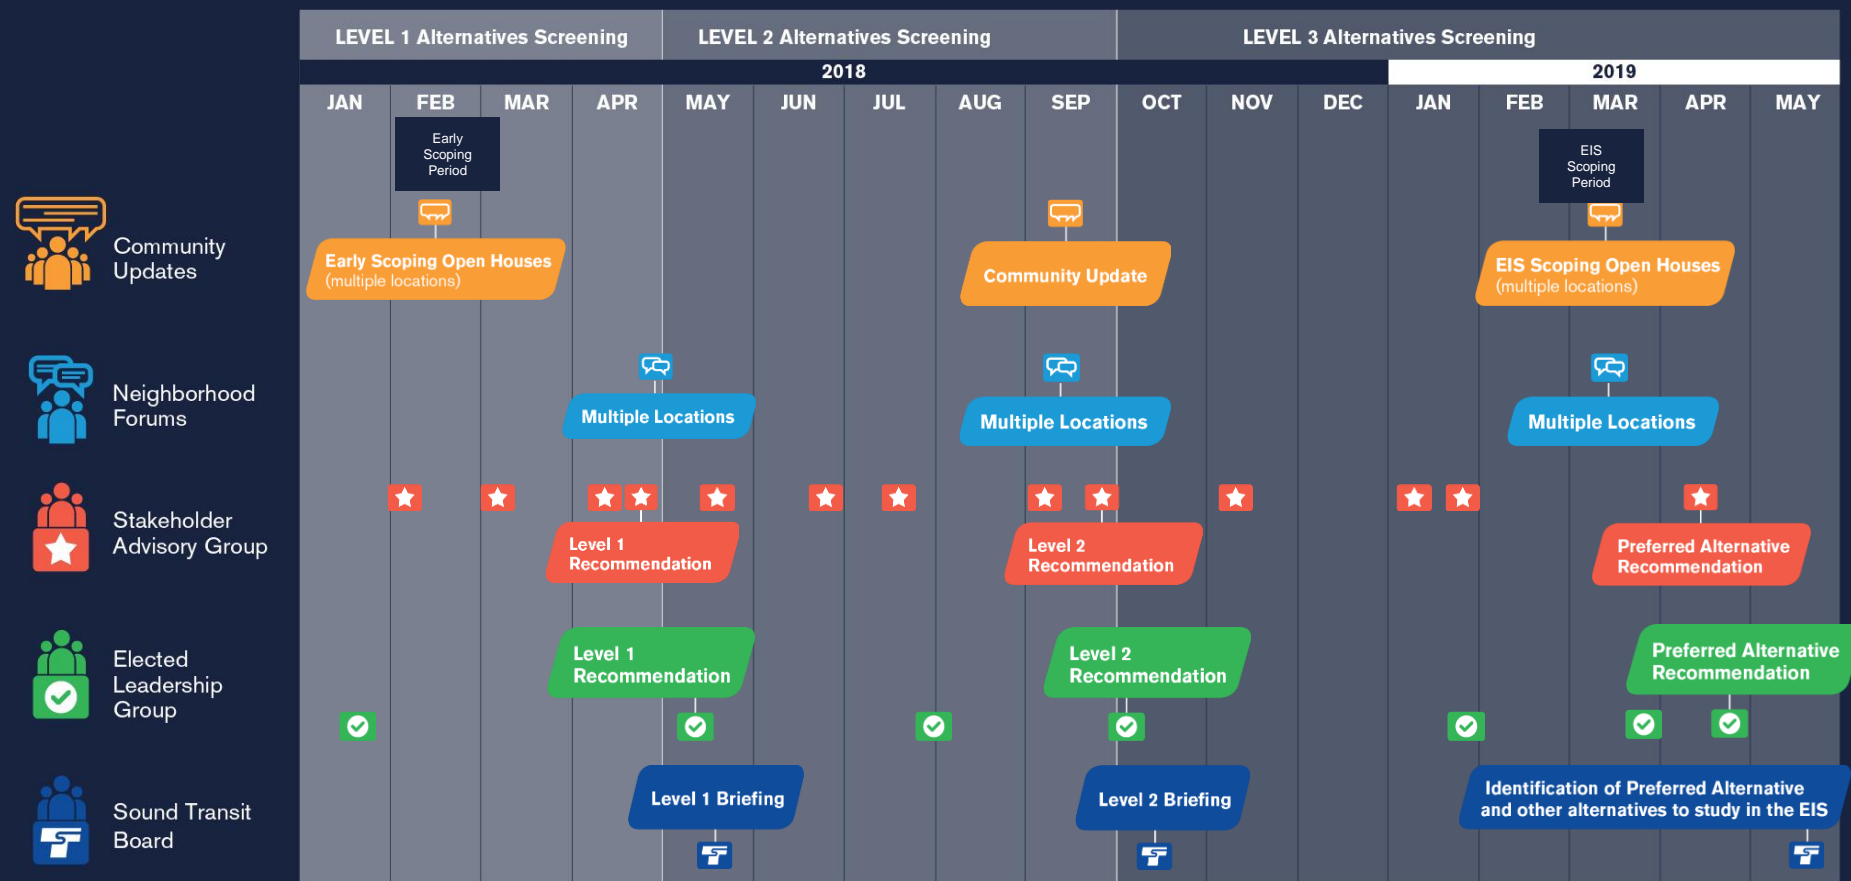 LEVEL 1 Alternatives Screening
LEVEL 2 Alternatives Screening
LEVEL 3 Alternatives Screening
2018
2019
JAN
FEB
MAR
APR
MAY
JUN
JUL
AUG
SEP
OCT
NOV
DEC
JAN
FEB
MAR
APR
MAY
Early
Scoping
Period
EIS
Scoping
Period
Community
Updates
Early Scoping Open Houses
(multiple locations)
Community Update
EIS Scoping Open Houses
(multiple locations)
Neighborhood
Forums
Multiple Locations
Multiple Locations
Multiple Locations
Stakeholder
Advisory Group
Level 1
Recommendation
Level 2
Recommendation
Preferred Alternative
Recommendation
Elected
Leadership
Group
Level 1
Recommendation
Level 2
Recommendation
Preferred Alternative
Recommendation
Sound Transit
Board
Level 1 Briefing
Level 2 Briefing
Identification of Preferred Alternative
and other alternatives to study in the EIS